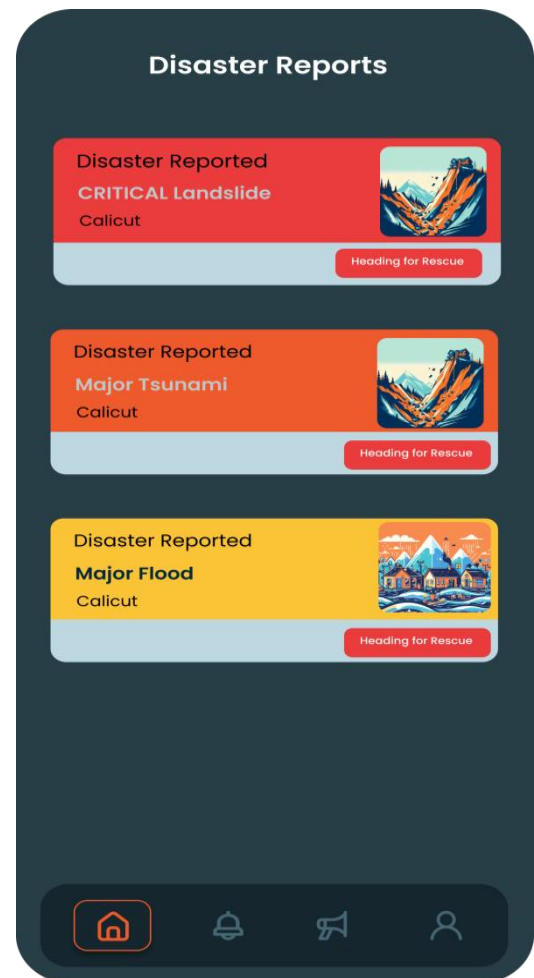 Disaster Reports
Disaster Reported
CRITICAL Landslide
Calicut
Heading for Rescue
Disaster Reported
Major Tsunami
Calicut
Heading for Rescue
Disaster Reported
Major Flood
Calicut
Heading for Rescue